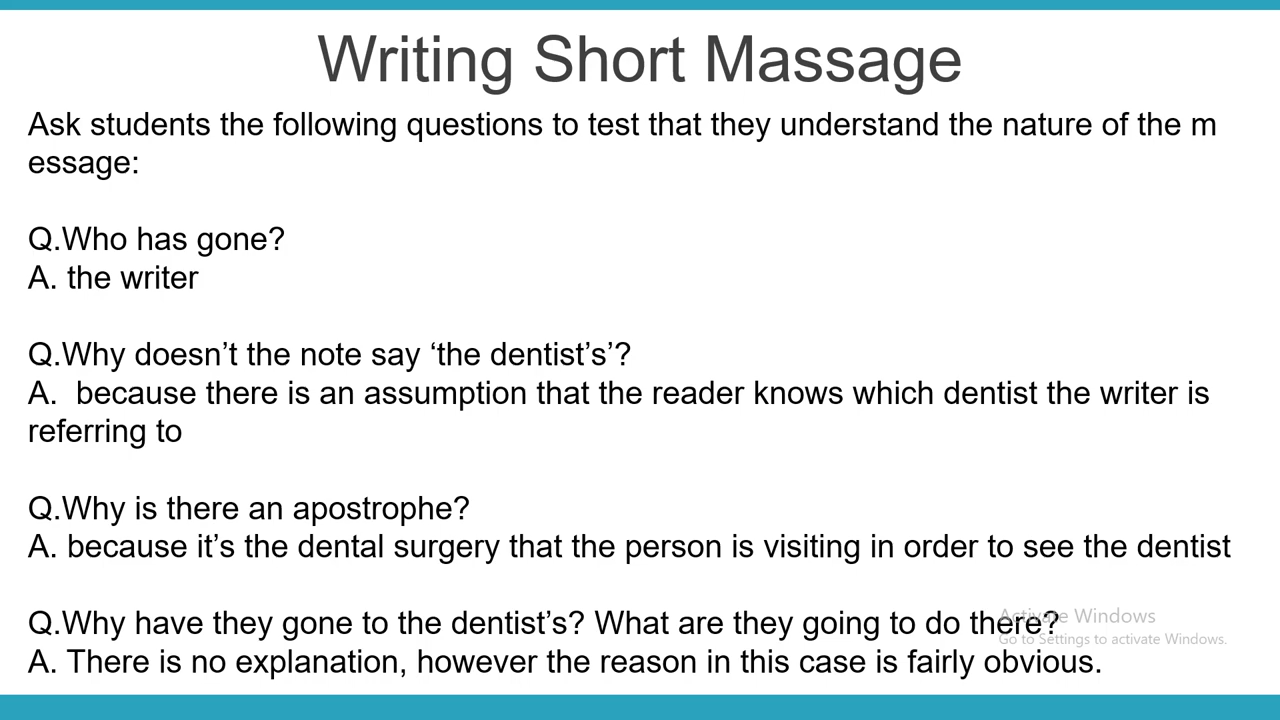 Writing Short Massage
Ask students the following questions to test that they understand the nature of the m
essage:
Q.Who has gone?
A. the writer
Q.Why doesn’t the note say ‘the dentist’s’?
A.  because there is an assumption that the reader knows which dentist the writer is
referring to
Q.Why is there an apostrophe?
A. because it’s the dental surgery that the person is visiting in order to see the dentist
Q.Why have they gone to the dentist’s? What are they going to do there?
A. There is no explanation, however the reason in this case is fairly obvious.
Activate Windows
Go to Settings to activate Windows.